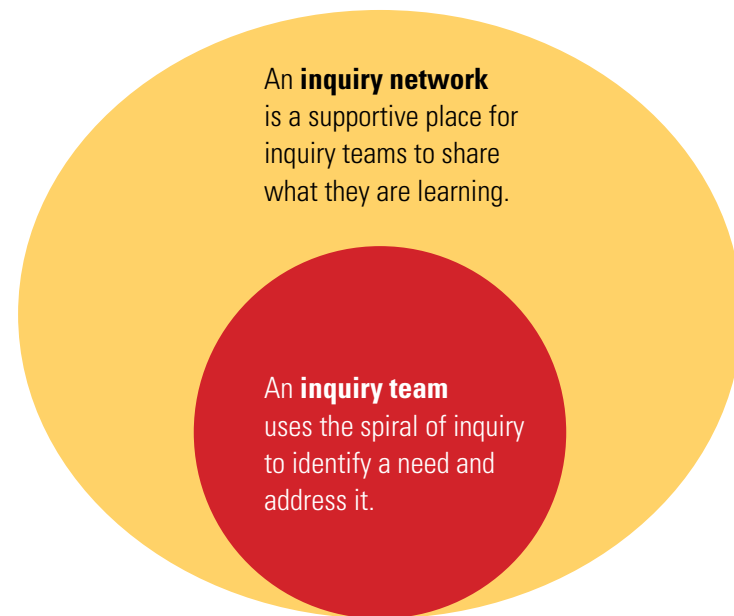 An inquiry network
is a supportive place for
inquiry teams to share
what they are learning.
An inquiry team
uses the spiral of inquiry
to identify a need and
address it.